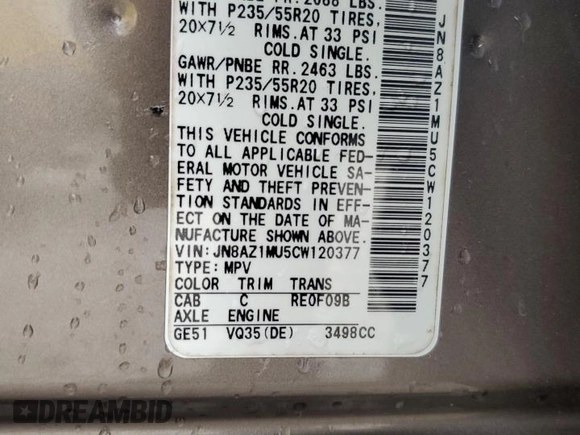 WITH P235/55R20 TIRES,
20×7½ RIMS.AT 33 PSI
COLD SINGLE.
GAWR/PNBE RR.2463 LBS.
WITH P235/55R20 TIRES,
20×7½ RIMS.AT 33 PSI
COLD SINGLE.
THIS VEHICLE CONFORMS
TO ALL APPLICABLE FED-
ERAL MOTOR VEHICLE SA-
FETY AND THEFT PREVEN-
TION STANDARDS IN EFF-
ECT ON THE DATE OF MA-
NUFACTURE SHOWN ABOVE.
VIN:JN8AZ1MU5CW120377
TYPE:MPV
COLOR TRIM TRANS
CAB C RE0F09B
AXLE ENGINE
GE51 VQ35(DE) 3498CC
JN8AZ1MU5CW120377
DREAMBID